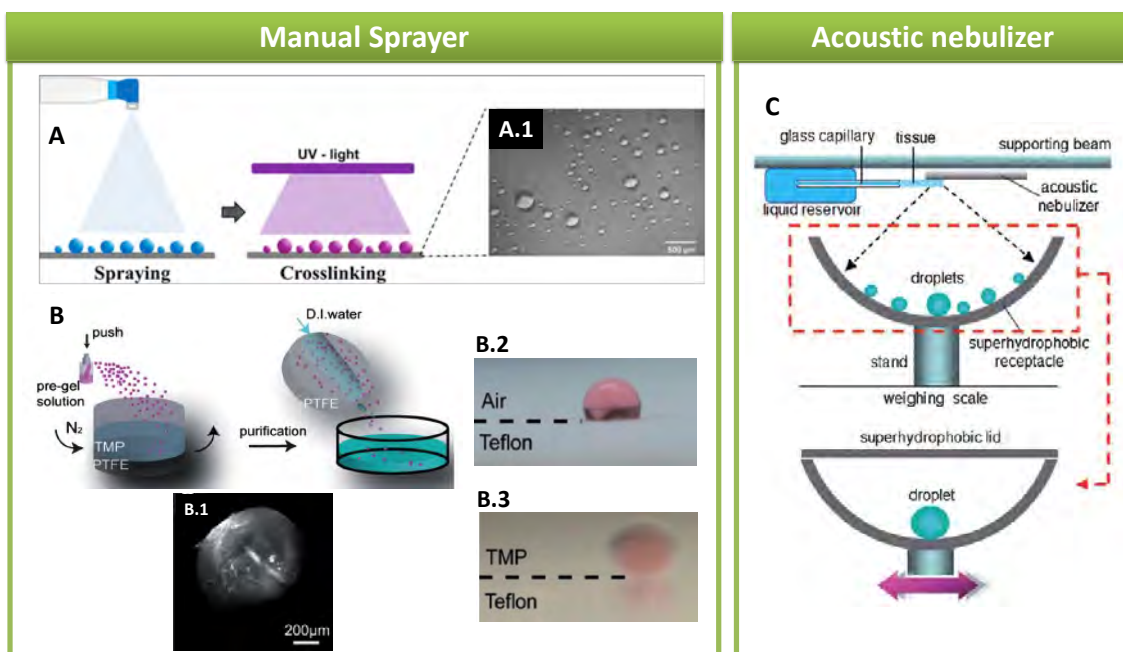 Manual Sprayer
Acoustic nebulizer
A
UV - light
Spraying
Crosslinking
A.1
500 µm
B
push
pre-gel
solution
N₂
TMP
PTFE
purification
D.I.water
PTFE
B.1
200µm
B.2
Air
Teflon
B.3
TMP
Teflon
C
glass capillary
tissue
supporting beam
liquid reservoir
acoustic
nebulizer
droplets
superhydrophobic
receptacle
stand
weighing scale
superhydrophobic lid
droplet